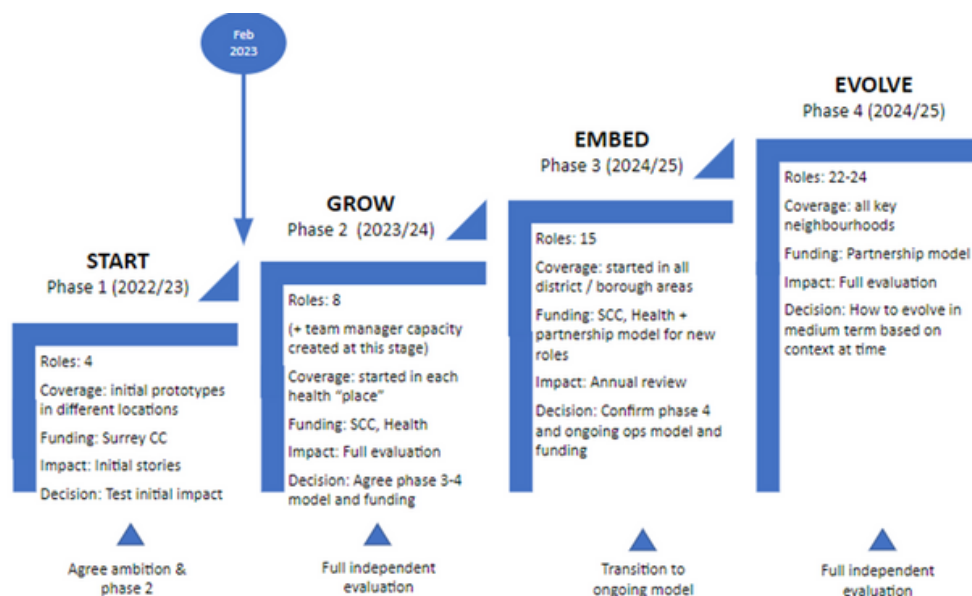 Feb
2023
START
Phase 1 (2022/23)
Roles: 4
Coverage: initial prototypes
in different locations
Funding: Surrey CC
Impact: Initial stories
Decision: Test initial impact
Agree ambition &
phase 2
GROW
Phase 2 (2023/24)
Roles: 8
(+ team manager capacity
created at this stage)
Coverage: started in each
health “place”
Funding: SCC, Health
Impact: Full evaluation
Decision: Agree phase 3-4
model and funding
Full independent
evaluation
EMBED
Phase 3 (2024/25)
Roles: 15
Coverage: started in all
district / borough areas
Funding: SCC, Health +
partnership model for new
roles
Impact: Annual review
Decision: Confirm phase 4
and ongoing ops model and
funding
Transition to
ongoing model
EVOLVE
Phase 4 (2024/25)
Roles: 22-24
Coverage: all key
neighbourhoods
Funding: Partnership model
Impact: Full evaluation
Decision: How to evolve in
medium term based on
context at time
Full independent
evaluation